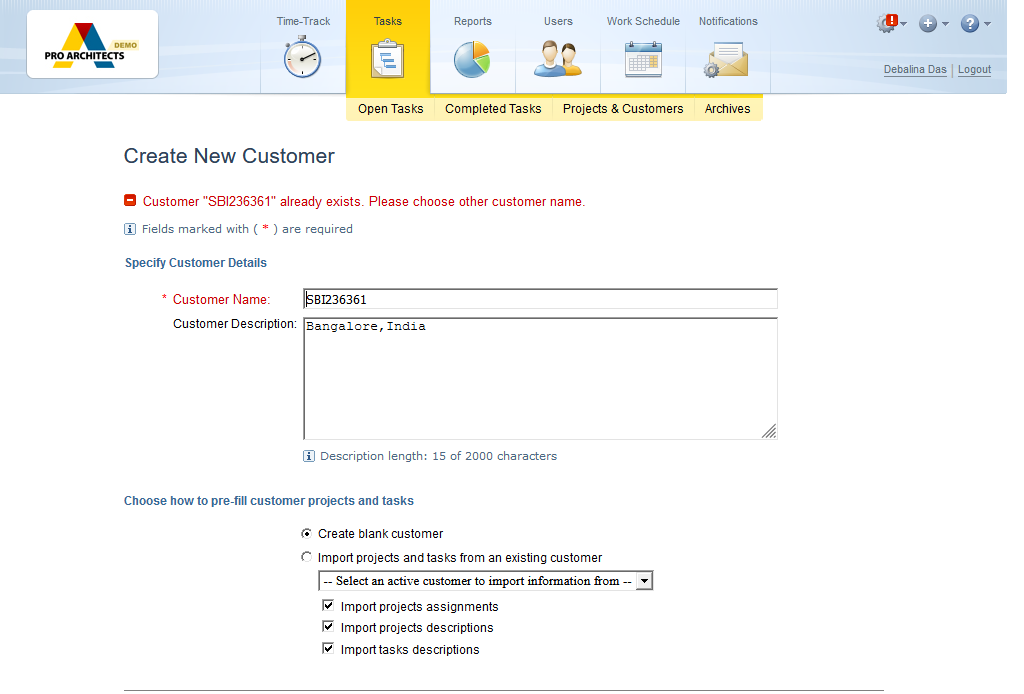 PRO ARCHITECTS DEMO
Time-Track Tasks Reports Users Work Schedule Notifications
Debalina Das | Logout
Open Tasks Completed Tasks Projects & Customers Archives
Create New Customer
Customer "SBI236361" already exists. Please choose other customer name.
Fields marked with ( * ) are required
Specify Customer Details
* Customer Name: SBI236361
Customer Description: Bangalore,India
Description length: 15 of 2000 characters
Choose how to pre-fill customer projects and tasks
Create blank customer
Import projects and tasks from an existing customer
-- Select an active customer to import information from --
Import projects assignments
Import projects descriptions
Import tasks descriptions